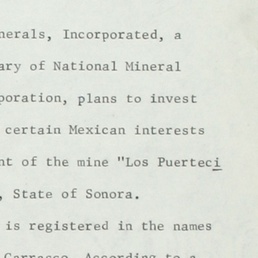 nerals, Incorporated, a
ary of National Mineral
poration, plans to invest
certain Mexican interests
nt of the mine "Los Puerteci
, State of Sonora.
is registered in the names
Carrasco. According to a